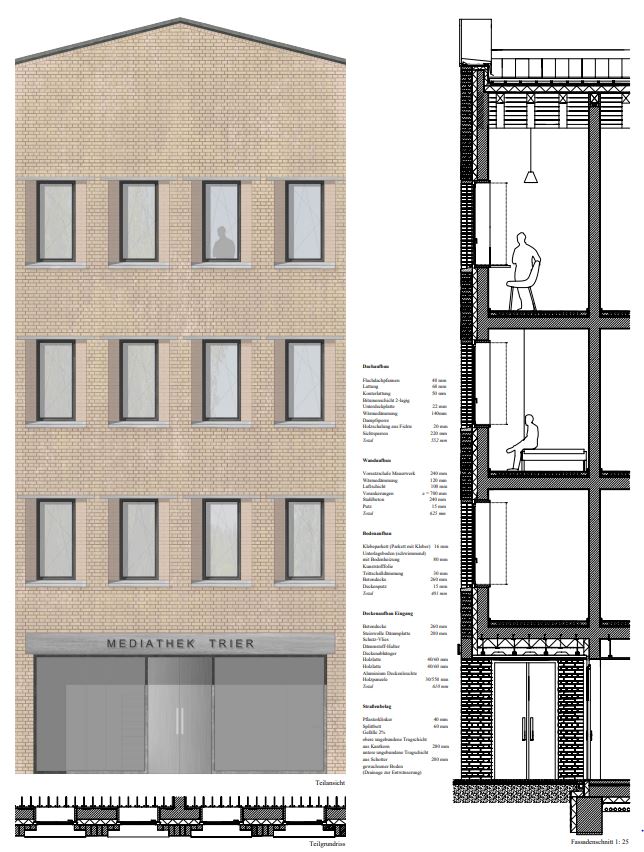 MEDIATHEK TRIER
Dachaufbau
Flachdachpfannen 40 mm
Lattung 60 mm
Konterlattung 50 mm
Bitumenschicht 2-lagig
Unterdeckplatte 22 mm
Wärmedämmung 140mm
Dampfsperre
Holzschalung aus Fichte 20 mm
Sichtsparren 220 mm
Total 552 mm
Wandaufbau
Vorsatzschale Mauerwerk 240 mm
Wärmedämmung 120 mm
Luftschicht 100 mm
Verankerungen a = 700 mm
Stahlbeton 240 mm
Putz 15 mm
Total 625 mm
Bodenaufbau
Klebeparkett (Parkett mit Kleber) 16 mm
Unterlagsboden (schwimmend)
mit Bodenheizung 80 mm
Kunststofffolie
Trittschalldämmung 30 mm
Betondecke 260 mm
Deckenputz 15 mm
Total 401 mm
Deckenaufbau Eingang
Betondecke 260 mm
Steinwolle Dämmplatte 200 mm
Schutz-Vlies
Dämmstoff-Halter
Deckenabhänger
Holzlatte 40/60 mm
Holzlatte 40/60 mm
Aluminium Deckenleuchte
Holzpaneele 30/550 mm
Total 610 mm
Straßenbelag
Pflasterklinker 40 mm
Splittbett 60 mm
Gefälle 2%
obere ungebundene Tragschicht
aus Kieskorn 200 mm
untere ungebundene Tragschicht
aus Schotter 200 mm
gewachsener Boden
(Drainage zur Entwässerung)
Teilansicht
Teilgrundriss
Fassadenschnitt 1: 25